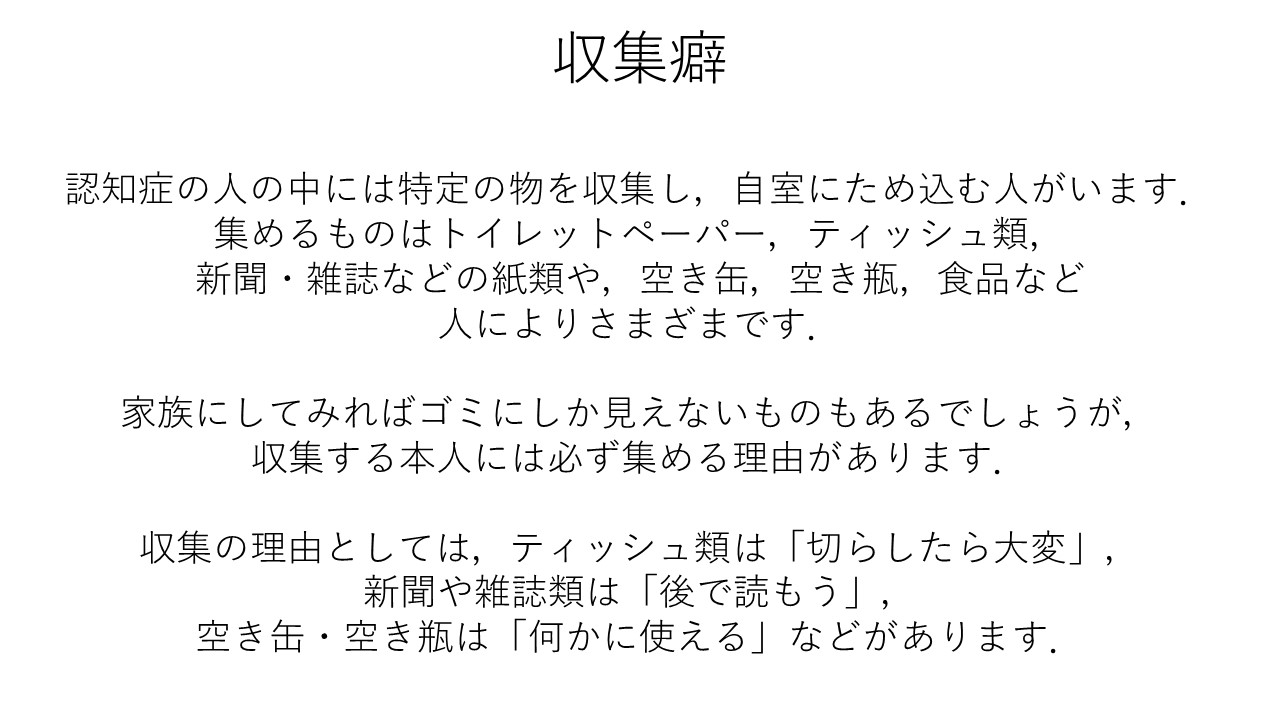 収集癖
認知症の人の中には特定の物を収集し，自室にため込む人がいます．
集めるものはトイレットペーパー，ティッシュ類，
新聞・雑誌などの紙類や，空き缶，空き瓶，食品など
人によりさまざまです．
家族にしてみればゴミにしか見えないものもあるでしょうが，
収集する本人には必ず集める理由があります．
収集の理由としては，ティッシュ類は「切らしたら大変」，
新聞や雑誌類は「後で読もう」，
空き缶・空き瓶は「何かに使える」などがあります．